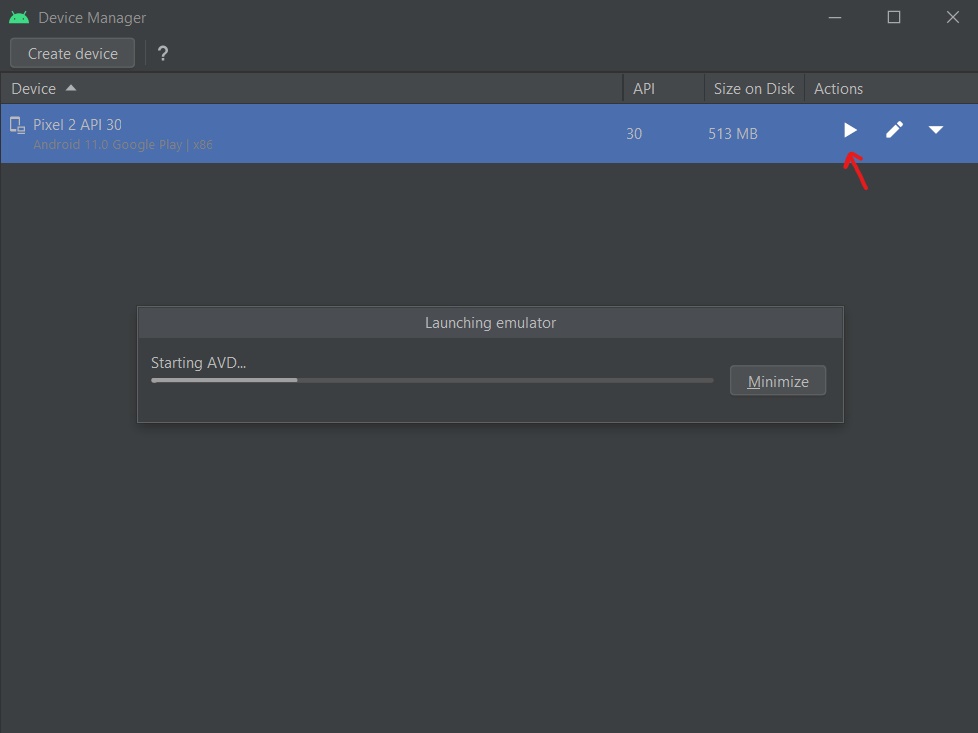 Device Manager
Create device ?
Device API Size on Disk Actions
Pixel 2 API 30
Android 11.0 Google Play | x86
30 513 MB
Launching emulator
Starting AVD...
Minimize